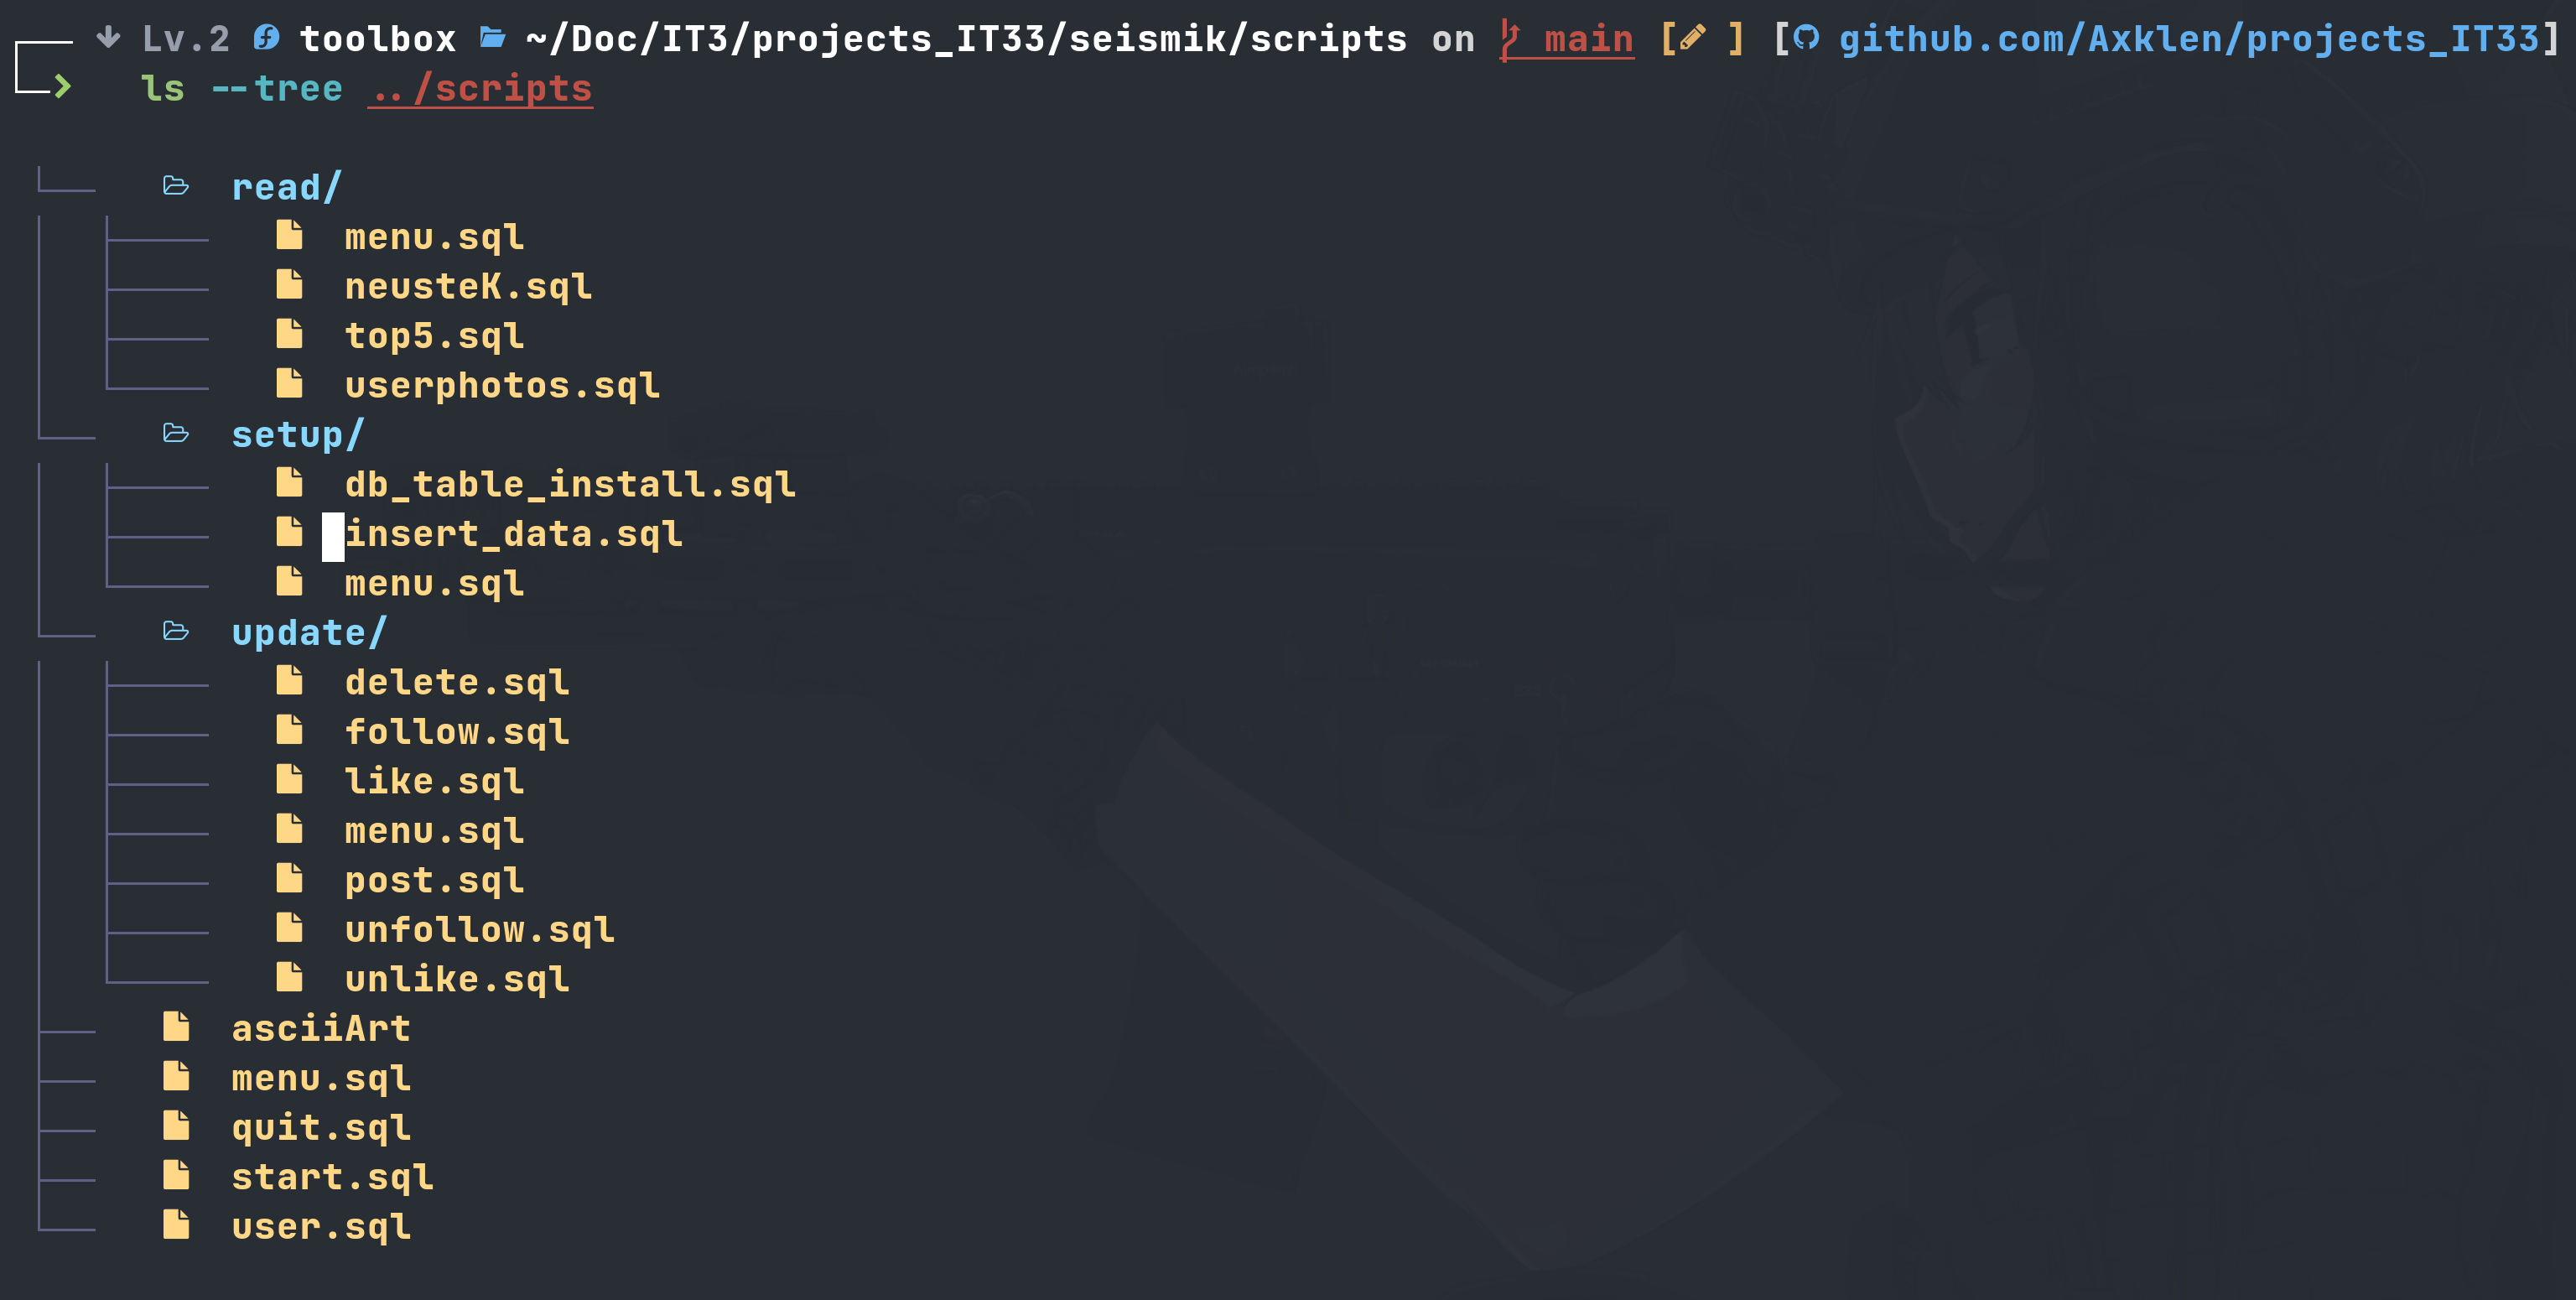 Lv.2 toolbox ~/Doc/IT3/projects_IT33/seismik/scripts on main [ ] [ github.com/Axklen/projects_IT33]
> ls --tree ../scripts
read/
menu.sql
neusteK.sql
top5.sql
userphotos.sql
setup/
db_table_install.sql
insert_data.sql
menu.sql
update/
delete.sql
follow.sql
like.sql
menu.sql
post.sql
unfollow.sql
unlike.sql
asciiArt
menu.sql
quit.sql
start.sql
user.sql